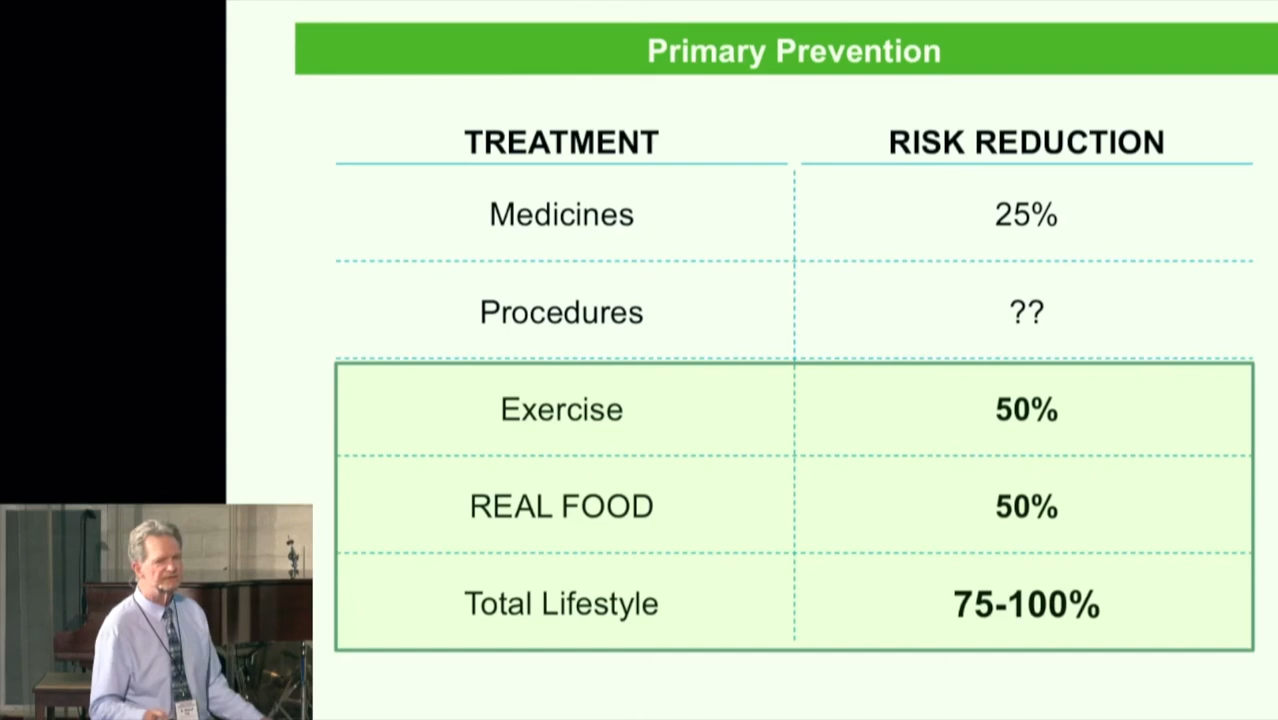 Primary Prevention
TREATMENT RISK REDUCTION
Medicines 25%
Procedures ??
Exercise 50%
REAL FOOD 50%
Total Lifestyle 75-100%